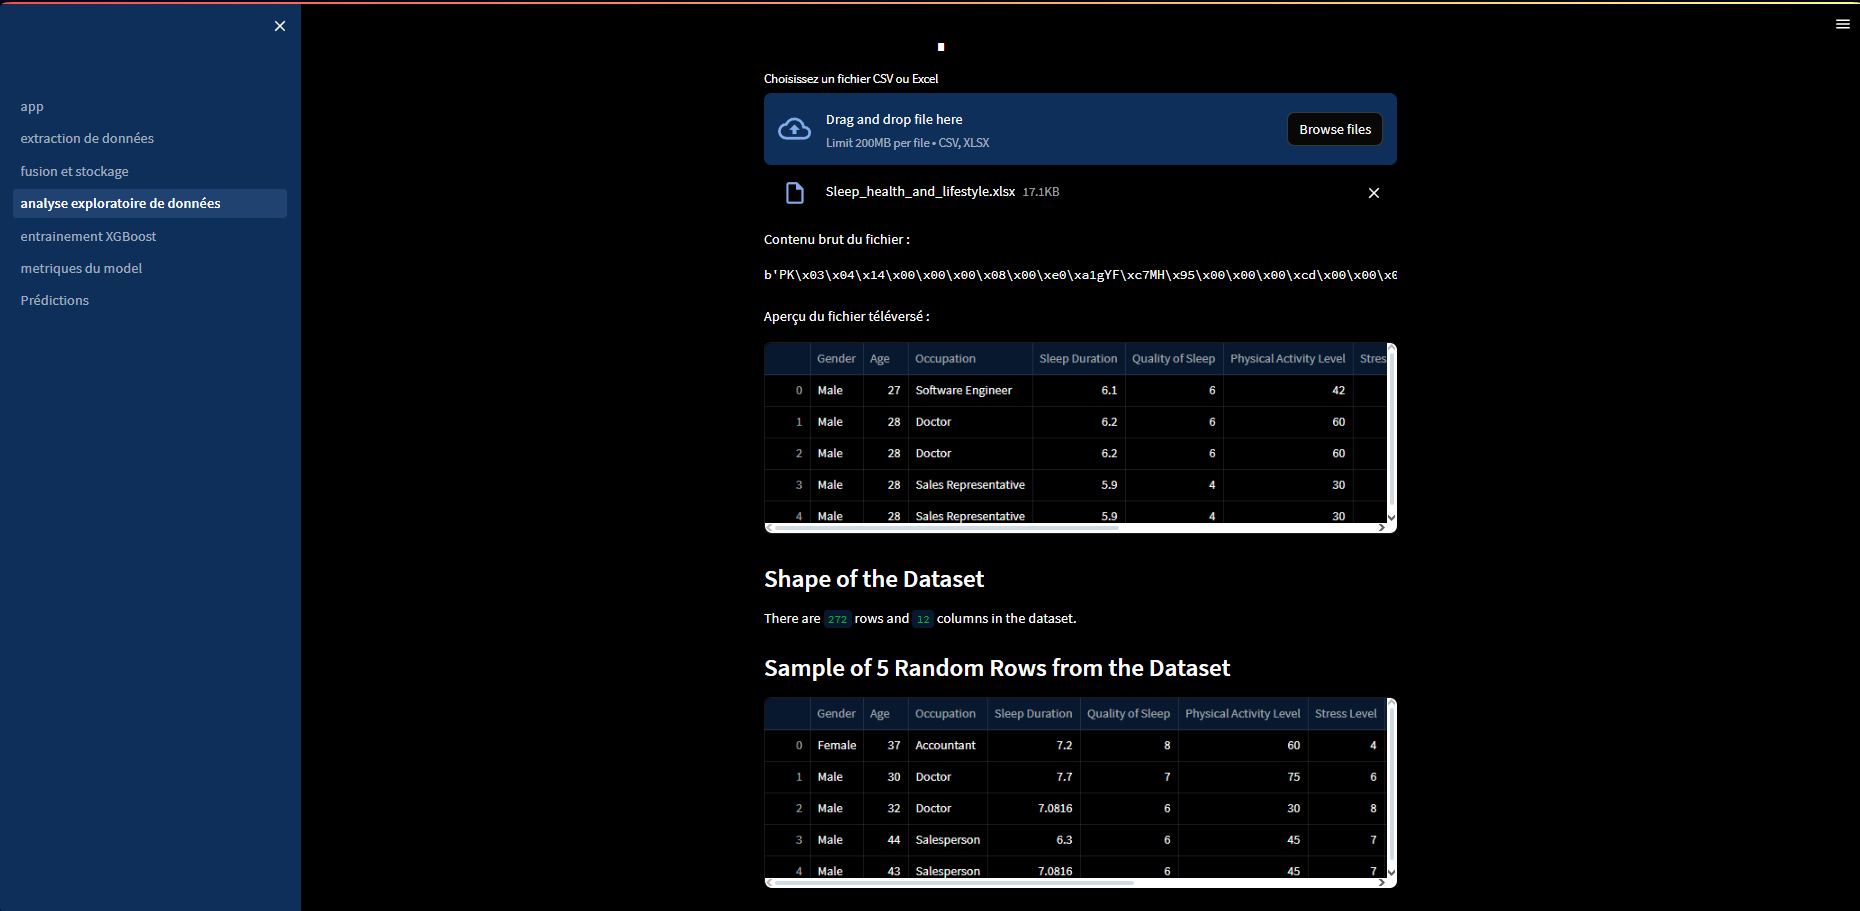 app
extraction de données
fusion et stockage
analyse exploratoire de données
entrainement XGBoost
metriques du model
Prédictions
Choisissez un fichier CSV ou Excel
Drag and drop file here
Limit 200MB per file • CSV, XLSX
Browse files
Sleep_health_and_lifestyle.xlsx 17.1KB
Contenu brut du fichier :
b'PK\x03\x04\x14\x00\x00\x00\x08\x00\xe0\xa1gYF\xc7MH\x95\x00\x00\x00\xcd\x00\x00\x0
Aperçu du fichier téléversé :
Gender Age Occupation Sleep Duration Quality of Sleep Physical Activity Level Stres
0 Male 27 Software Engineer 6.1 6 42
1 Male 28 Doctor 6.2 6 60
2 Male 28 Doctor 6.2 6 60
3 Male 28 Sales Representative 5.9 4 30
4 Male 28 Sales Representative 5.9 4 30
Shape of the Dataset
There are 272 rows and 12 columns in the dataset.
Sample of 5 Random Rows from the Dataset
Gender Age Occupation Sleep Duration Quality of Sleep Physical Activity Level Stress Level
0 Female 37 Accountant 7.2 8 60 4
1 Male 30 Doctor 7.7 7 75 6
2 Male 32 Doctor 7.0816 6 30 8
3 Male 44 Salesperson 6.3 6 45 7
4 Male 43 Salesperson 7.0816 6 45 7